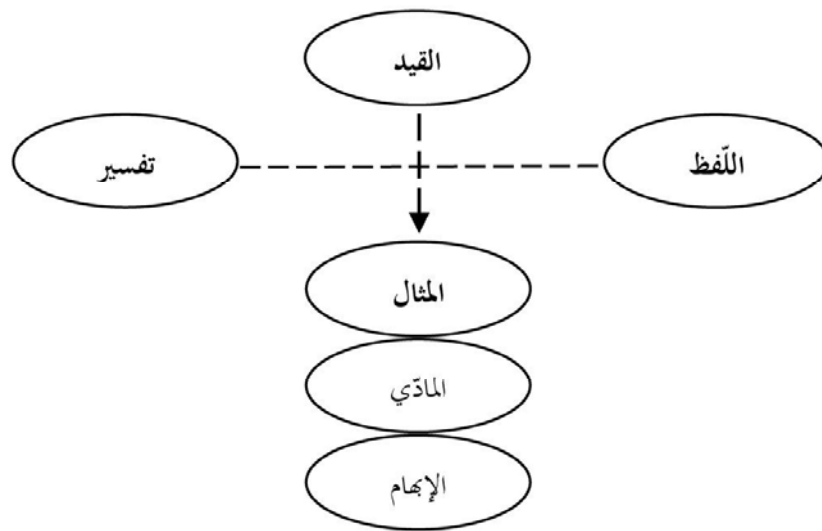 القيد
اللّفظ
تفسير
المثال
المادّي
الإبهام